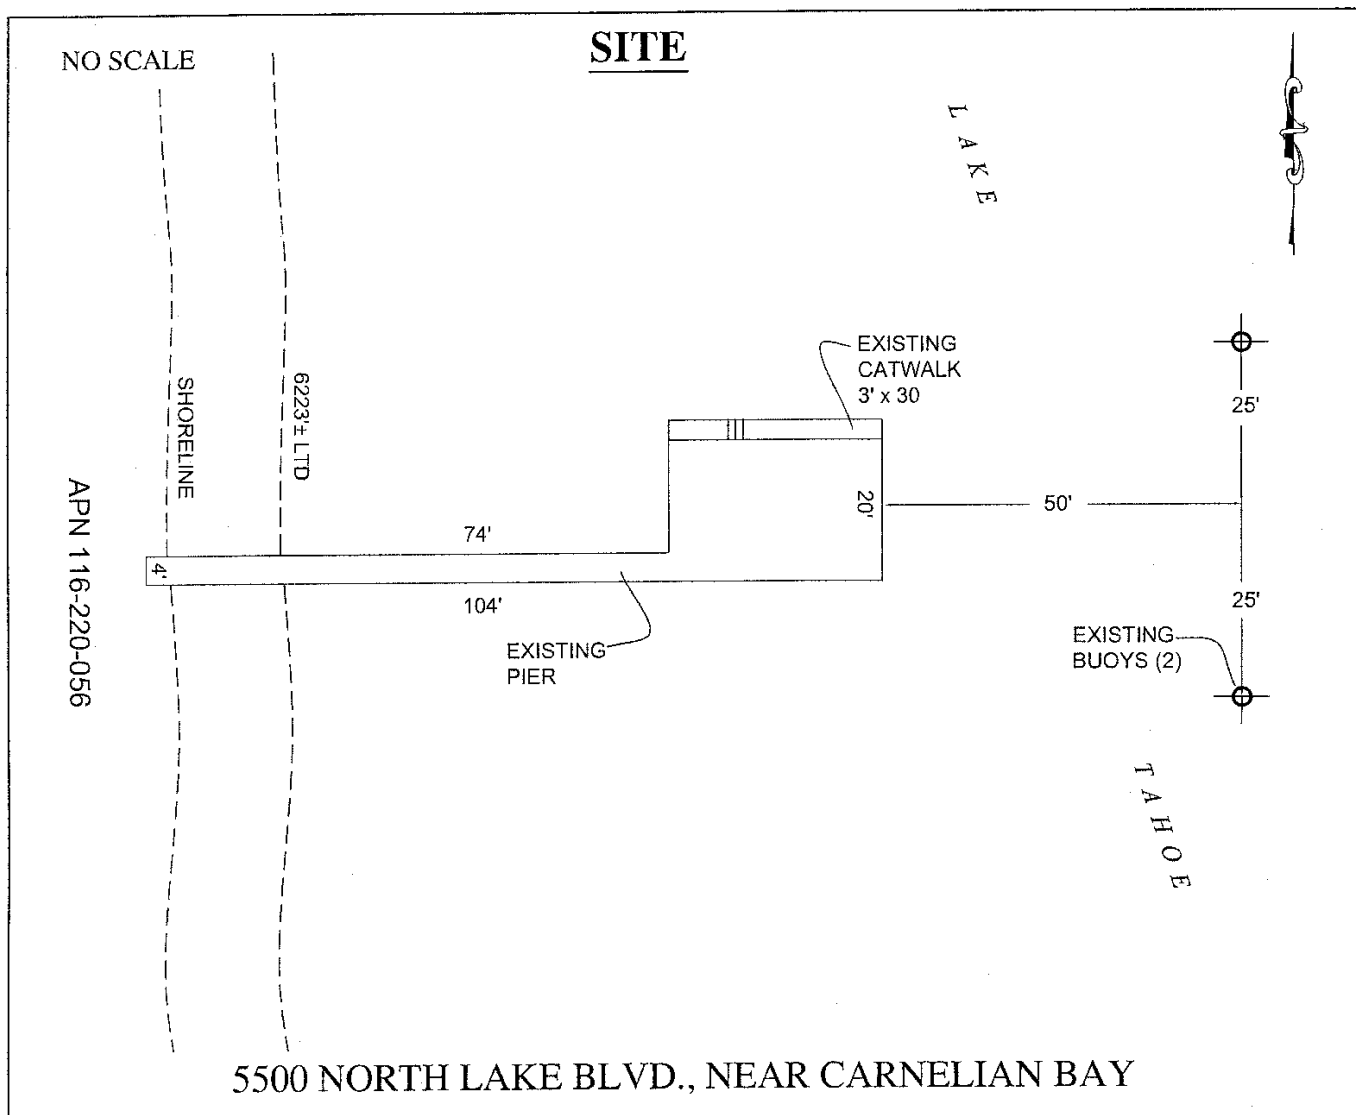 SITE
NO SCALE
LAKE
EXISTING
CATWALK
3' x 30
25'
SHORELINE
6223'± LTD
20'
50'
APN 116-220-056
74'
4'
104'
25'
EXISTING
PIER
EXISTING
BUOYS (2)
TAHOE
5500 NORTH LAKE BLVD., NEAR CARNELIAN BAY